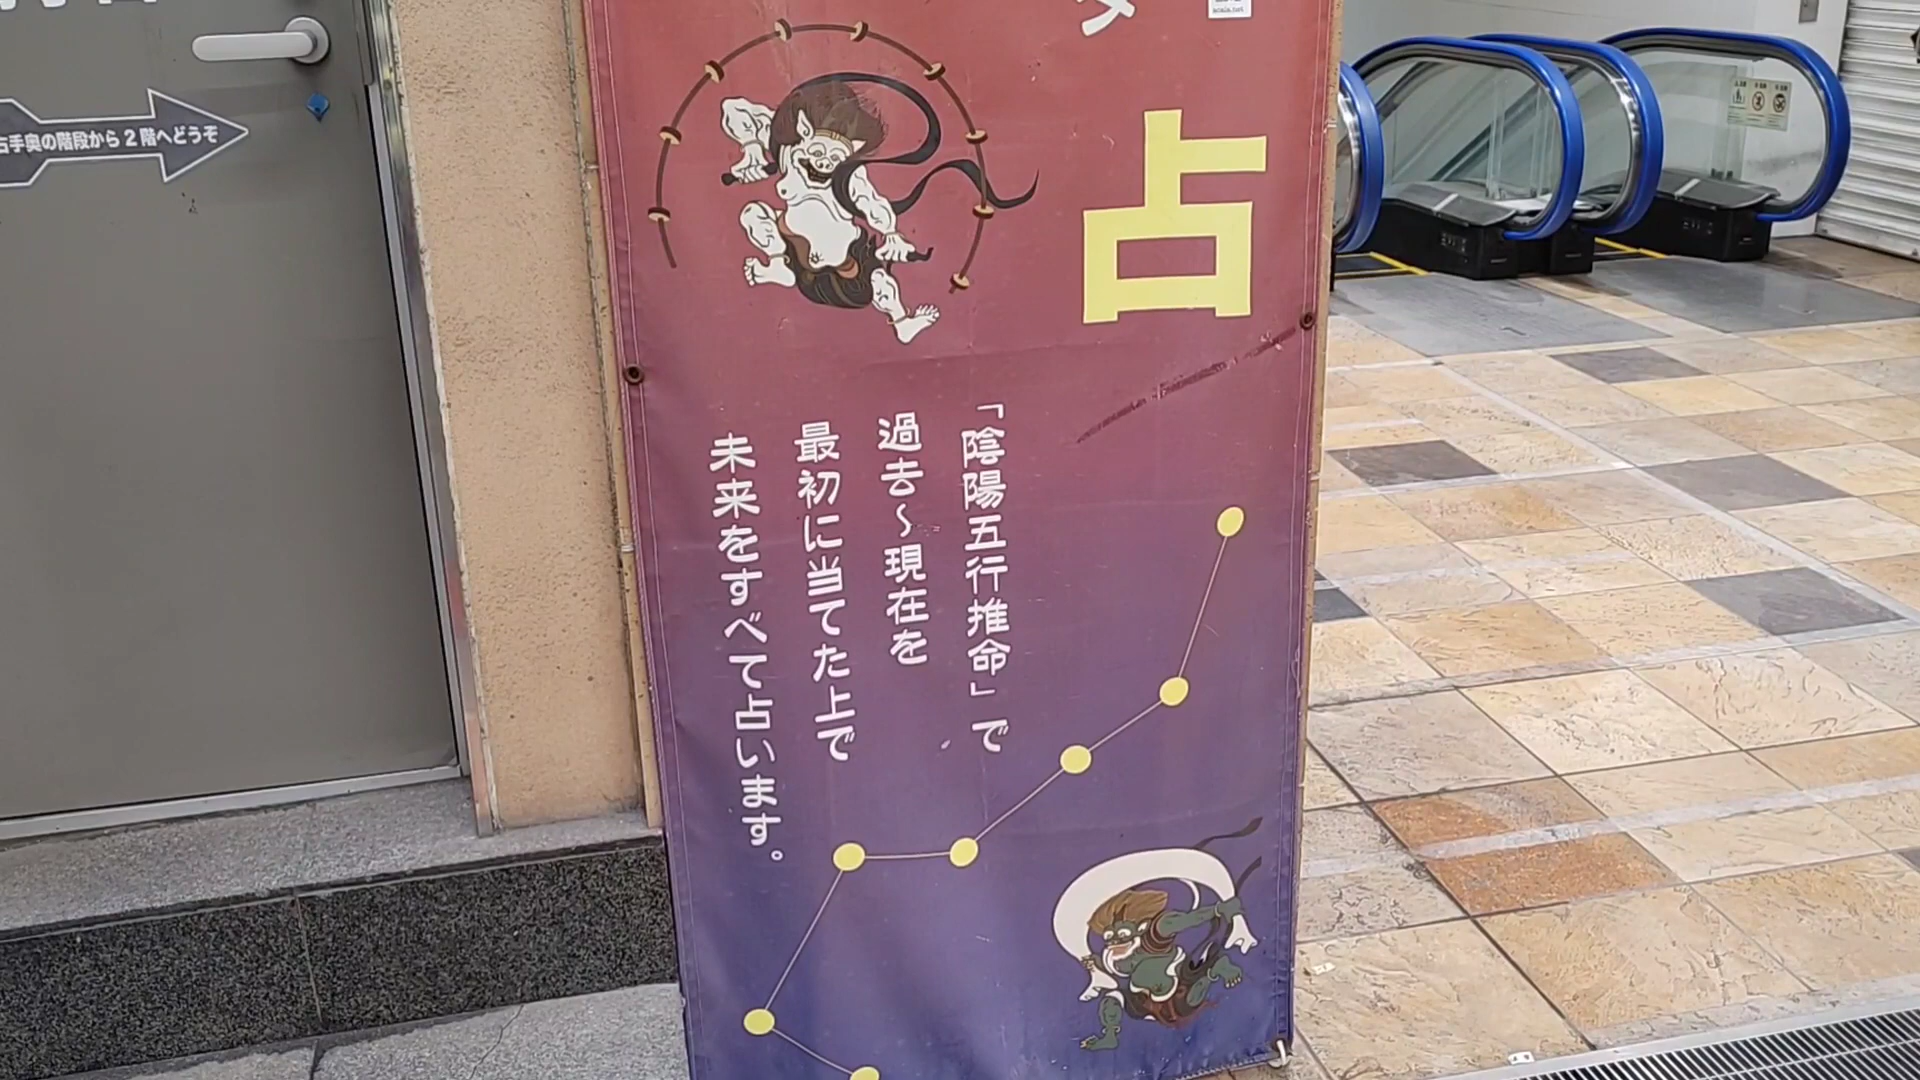 占
「陰陽五行推命」で
過去〜現在を
最初に当てた上で
未来をすべて占います。
右手奥の階段から2階へどうぞ